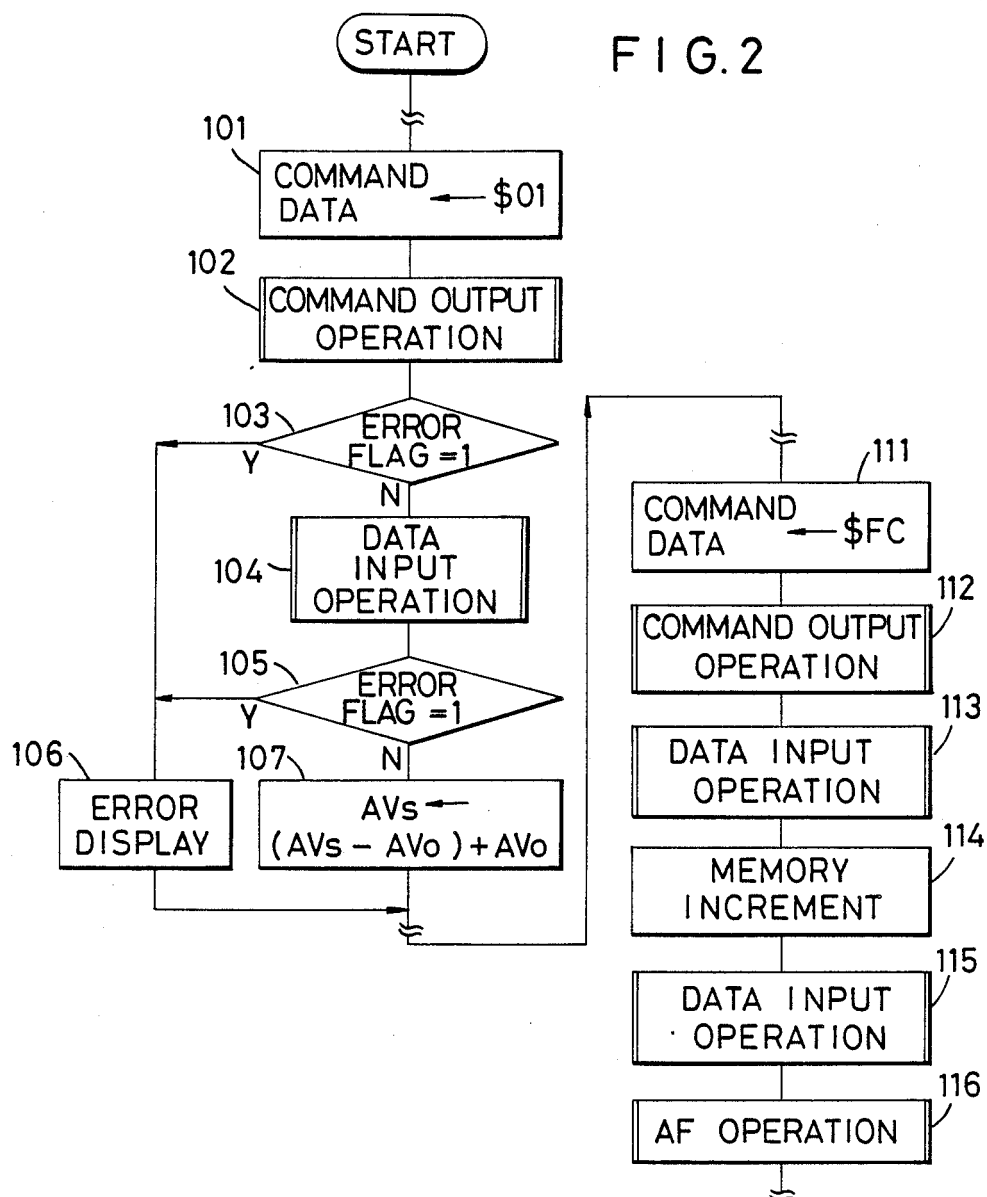 START
FIG. 2
101
COMMAND
DATA ← $01
102
COMMAND OUTPUT
OPERATION
103
ERROR
FLAG = 1
Y
N
104
DATA
INPUT
OPERATION
105
ERROR
FLAG = 1
Y
N
106
ERROR
DISPLAY
107
AVs ←
(AVs - AVo) + AVo
111
COMMAND
DATA ← $FC
112
COMMAND OUTPUT
OPERATION
113
DATA INPUT
OPERATION
114
MEMORY
INCREMENT
115
DATA INPUT
OPERATION
116
AF OPERATION